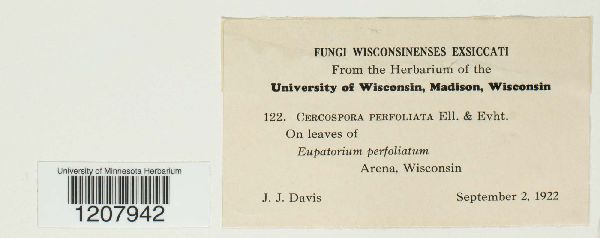 FUNGI WISCONSINENSES EXSICCATI
From the Herbarium of the
University of Wisconsin, Madison, Wisconsin
122. CERCOSPORA PERFOLIATA Ell. & Evht.
On leaves of
Eupatorium perfoliatum
Arena, Wisconsin
J. J. Davis September 2, 1922
University of Minnesota Herbarium
1207942